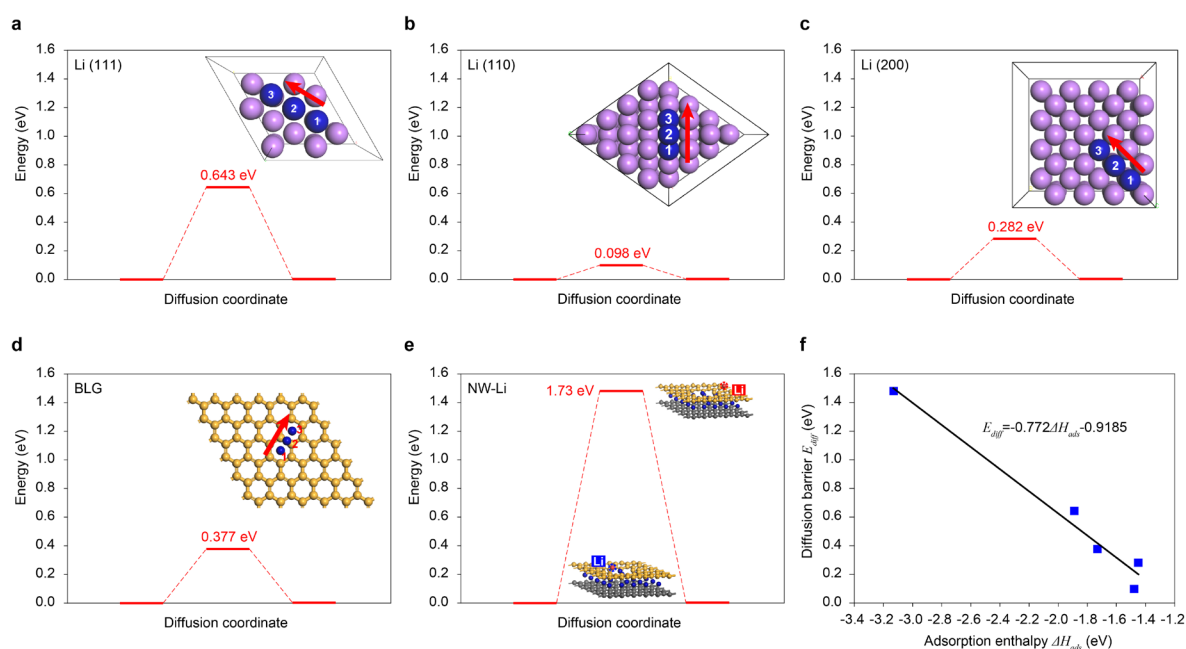 a
Li (111)
1.6
1.4
1.2
1.0
0.8
0.6
0.4
0.2
0.0
Energy (eV)
0.643 eV
3
2
1
Diffusion coordinate
b
Li (110)
1.6
1.4
1.2
1.0
0.8
0.6
0.4
0.2
0.0
Energy (eV)
0.098 eV
3
2
1
Diffusion coordinate
c
Li (200)
1.6
1.4
1.2
1.0
0.8
0.6
0.4
0.2
0.0
Energy (eV)
0.282 eV
3
2
1
Diffusion coordinate
d
BLG
1.6
1.4
1.2
1.0
0.8
0.6
0.4
0.2
0.0
Energy (eV)
0.377 eV
3
2
1
Diffusion coordinate
e
NW-Li
1.6
1.4
1.2
1.0
0.8
0.6
0.4
0.2
0.0
Energy (eV)
1.73 eV
Li
Li
Diffusion coordinate
f
1.6
1.4
1.2
1.0
0.8
0.6
0.4
0.2
0.0
Diffusion barrier E_diff (eV)
E_diff=-0.772ΔH_ads-0.9185
-3.4 -3.2 -3.0 -2.8 -2.6 -2.4 -2.2 -2.0 -1.8 -1.6 -1.4 -1.2
Adsorption enthalpy ΔH_ads (eV)